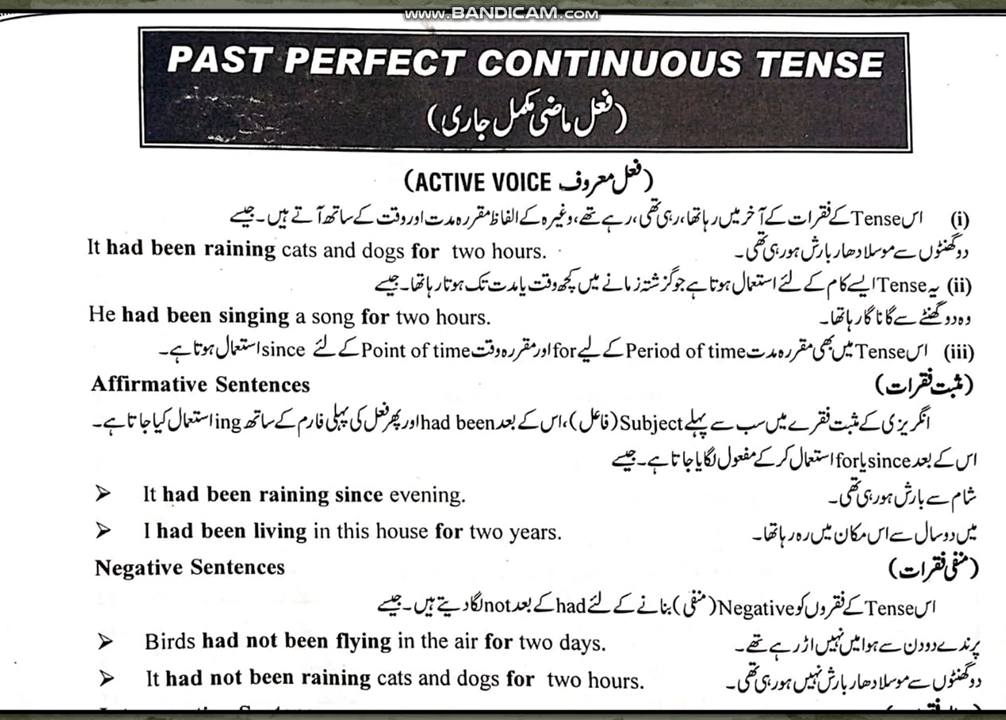 www.BANDICAM.com
PAST PERFECT CONTINUOUS TENSE
(فعل ماضی مکمل جاری)
(ACTIVE VOICE فعل معروف)
(i) اس Tense کے فقرات کے آخر میں رہا تھا، رہی تھی، رہے تھے، وغیرہ کے الفاظ مقررہ مدت اور وقت کے ساتھ آتے ہیں۔ جیسے
It had been raining cats and dogs for two hours. دو گھنٹوں سے موسلا دھار بارش ہو رہی تھی۔
(ii) یہ Tense ایسے کام کے لئے استعمال ہوتا ہے جو گزشتہ زمانے میں کچھ وقت یا مدت تک ہوتا رہا تھا۔ جیسے
He had been singing a song for two hours. وہ دو گھنٹے سے گانا گا رہا تھا۔
(iii) اس Tense میں بھی مقررہ مدت Period of time کے لیے for اور مقررہ وقت Point of time کے لئے since استعمال ہوتا ہے۔
Affirmative Sentences (مثبت فقرات)
انگریزی کے مثبت فقرے میں سب سے پہلے Subject (فاعل)، اس کے بعد had been اور پھر فعل کی پہلی فارم کے ساتھ ing استعمال کیا جاتا ہے۔
اس کے بعد since یا for استعمال کر کے مفعول لگایا جاتا ہے۔ جیسے
➢ It had been raining since evening. شام سے بارش ہو رہی تھی۔
➢ I had been living in this house for two years. میں دو سال سے اس مکان میں رہ رہا تھا۔
Negative Sentences (منفی فقرات)
اس Tense کے فقروں کو Negative (منفی) بنانے کے لئے had کے بعد not لگا دیتے ہیں۔ جیسے
➢ Birds had not been flying in the air for two days. پرندے دو دن سے ہوا میں نہیں اڑ رہے تھے۔
➢ It had not been raining cats and dogs for two hours. دو گھنٹوں سے موسلا دھار بارش نہیں ہو رہی تھی۔